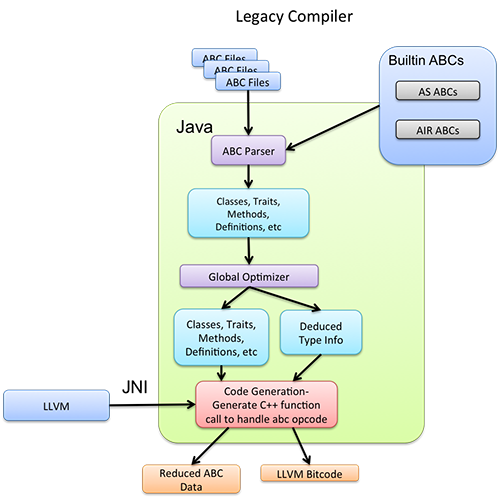 Legacy Compiler
ABC Files
ABC Files
ABC Files
Builtin ABCs
AS ABCs
AIR ABCs
Java
ABC Parser
Classes, Traits,
Methods,
Definitions, etc
Global Optimizer
Classes, Traits,
Methods,
Definitions, etc
Deduced
Type Info
JNI
LLVM
Code Generation-
Generate C++ function
call to handle abc opcode
Reduced ABC
Data
LLVM Bitcode